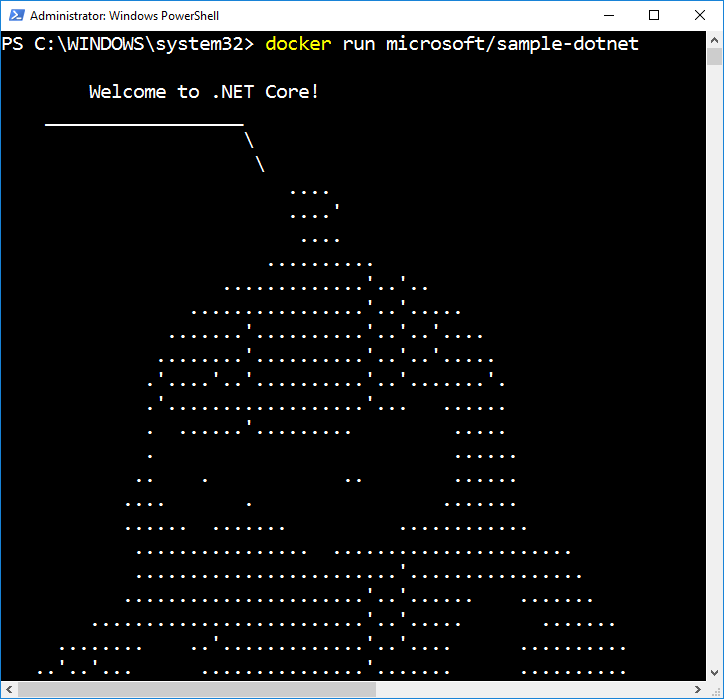 Administrator: Windows PowerShell
PS C:\WINDOWS\system32> docker run microsoft/sample-dotnet
Welcome to .NET Core!